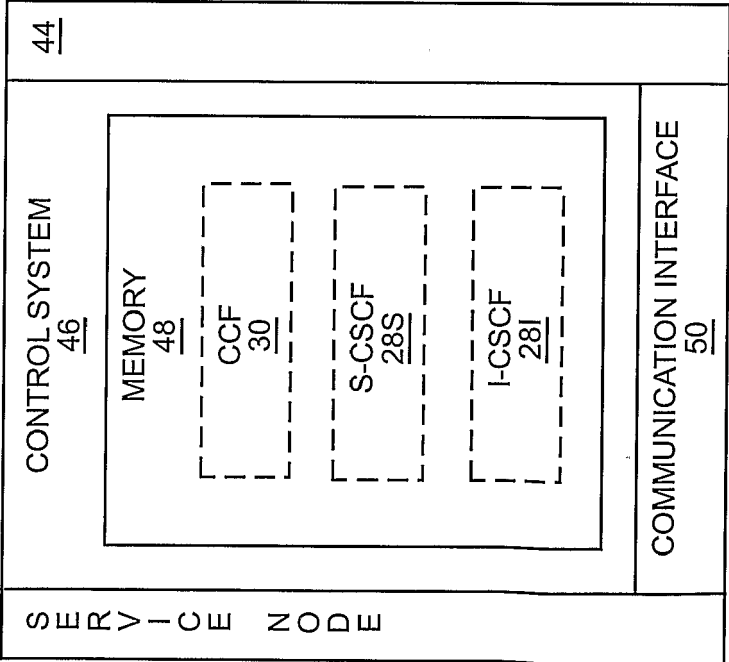 SERVICE NODE
44
CONTROL SYSTEM
46
MEMORY
48
CCF
30
S-CSCF
28S
I-CSCF
28I
COMMUNICATION INTERFACE
50